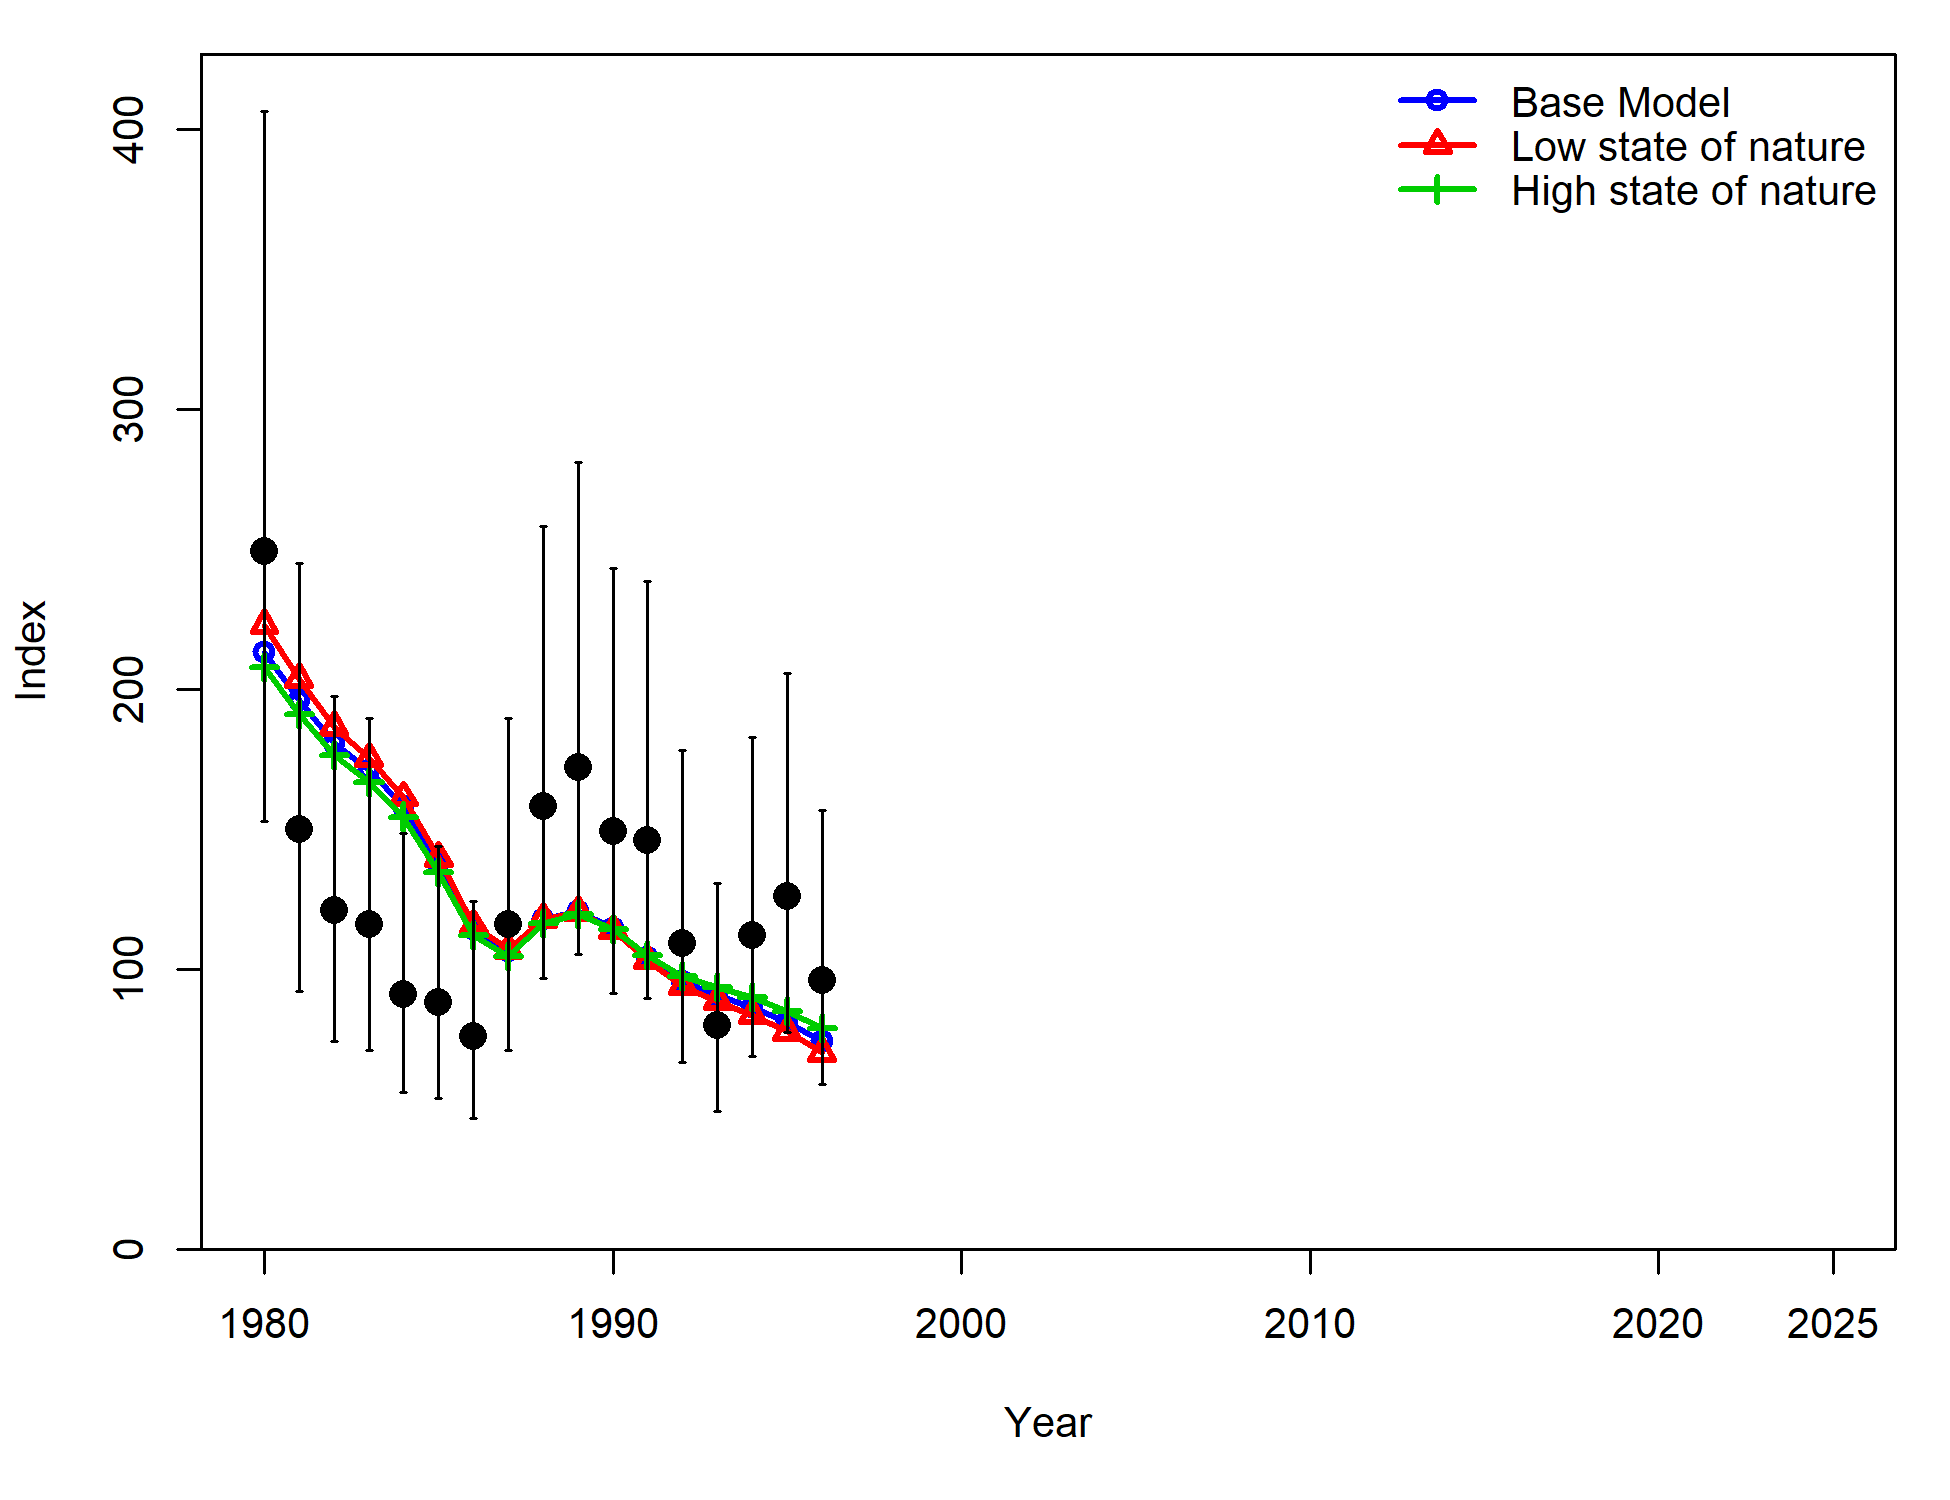 Base Model
Low state of nature
High state of nature
400
300
200
100
0
Index
1980 1990 2000 2010 2020 2025
Year